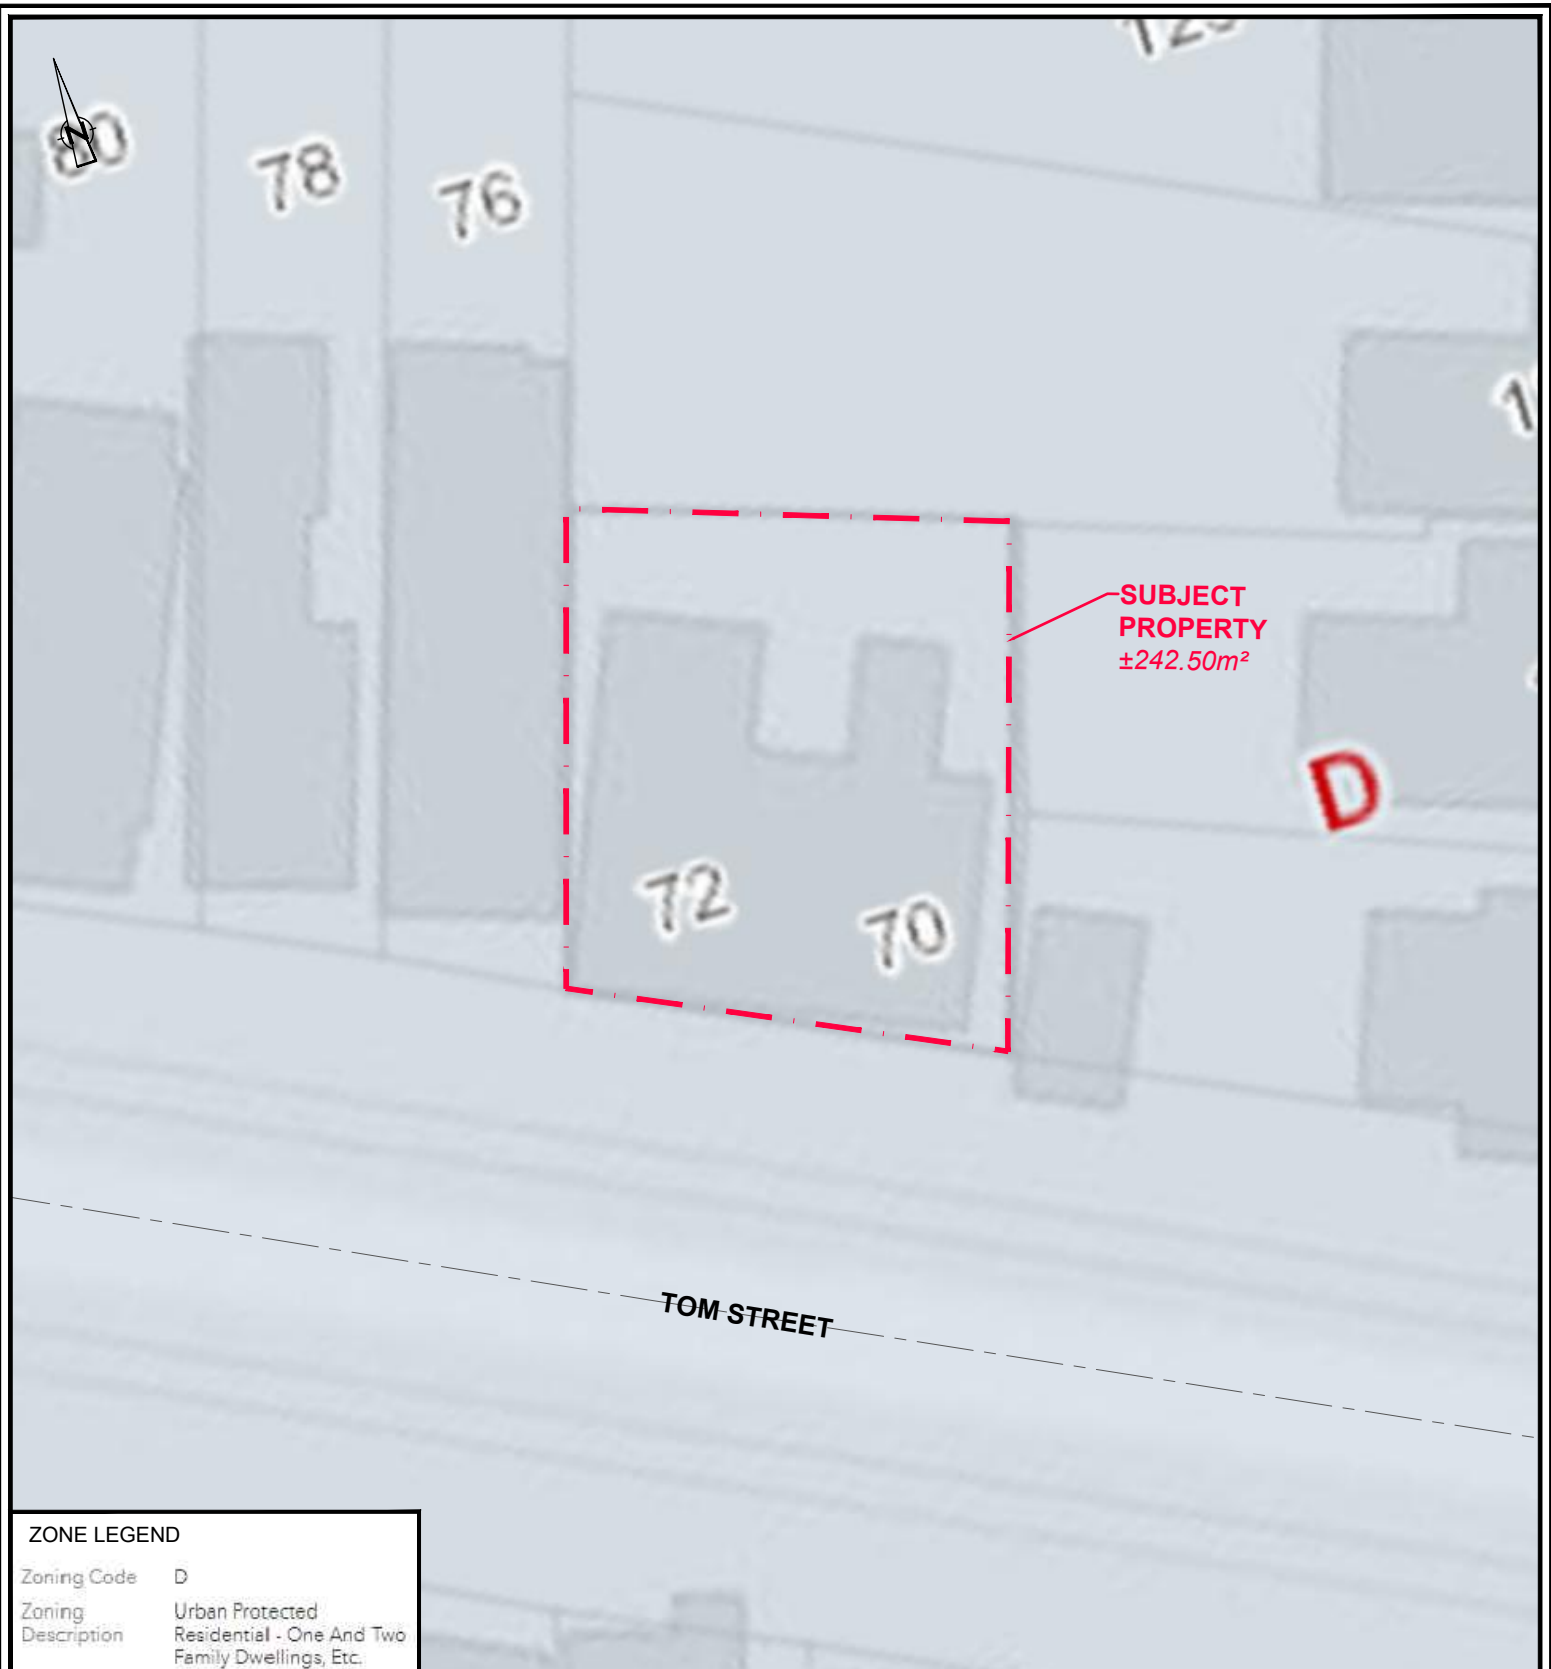 N
80
78
76
SUBJECT
PROPERTY
±242.50m²
D
72
70
TOM STREET
ZONE LEGEND
Zoning Code D
Zoning Urban Protected
Description Residential - One And Two
Family Dwellings, Etc.